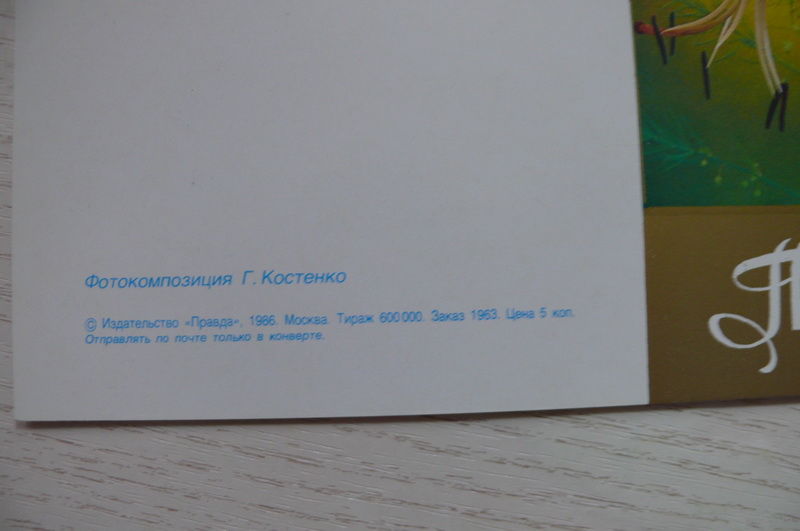 Фотокомпозиция Г. Костенко
© Издательство «Правда», 1986. Москва. Тираж 600 000. Заказ 1963. Цена 5 коп.
Отправлять по почте только в конверте.